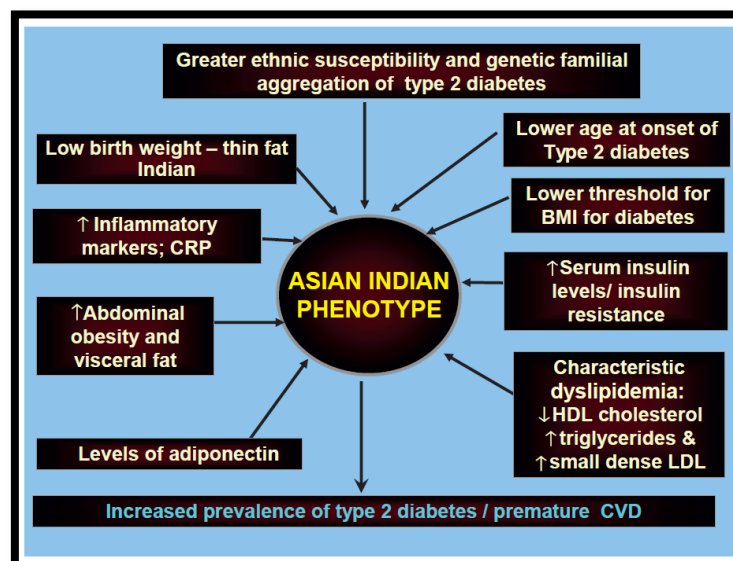 Greater ethnic susceptibility and genetic familial
aggregation of type 2 diabetes
Low birth weight – thin fat
Indian
Lower age at onset of
Type 2 diabetes
↑ Inflammatory
markers; CRP
Lower threshold for
BMI for diabetes
ASIAN INDIAN
PHENOTYPE
↑Serum insulin
levels/ insulin
resistance
↑Abdominal
obesity and
visceral fat
Characteristic
dyslipidemia:
↓HDL cholesterol
↑triglycerides &
↑small dense LDL
Levels of adiponectin
Increased prevalence of type 2 diabetes / premature CVD